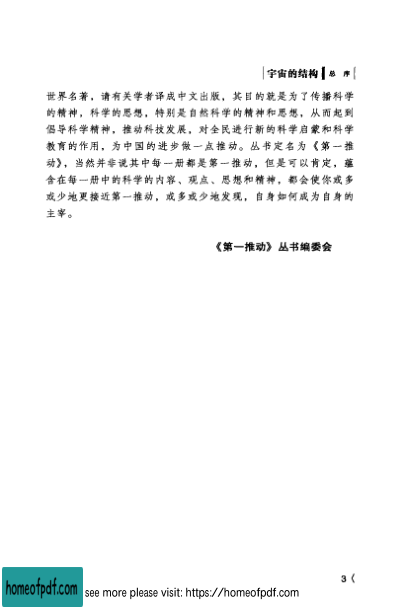 宇宙的结构 总 序
世界名著，请有关学者译成中文出版，其目的就是为了传播科学
的精神，科学的思想，特别是自然科学的精神和思想，从而起到
倡导科学精神，推动科技发展，对全民进行新的科学启蒙和科学
教育的作用，为中国的进步做一点推动。丛书定名为《第一推
动》，当然并非说其中每一册都是第一推动，但是可以肯定，蕴
含在每一册中的科学的内容、观点、思想和精神，都会使你或多
或少地更接近第一推动，或多或少地发现，自身如何成为自身的
主宰。
《第一推动》丛书编委会
3〈
homeofpdf.com
see more please visit: https://homeofpdf.com